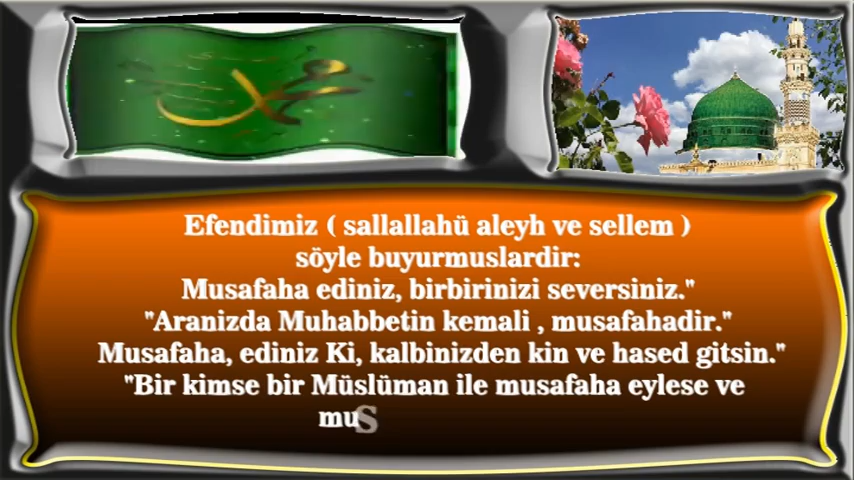 محمد
Efendimiz ( sallallahü aleyh ve sellem )
söyle buyurmuslardir:
Musafaha ediniz, birbirinizi seversiniz."
"Aranizda Muhabbetin kemali , musafahadir."
Musafaha, ediniz Ki, kalbinizden kin ve hased gitsin."
"Bir kimse bir Müslüman ile musafaha eylese ve
mus